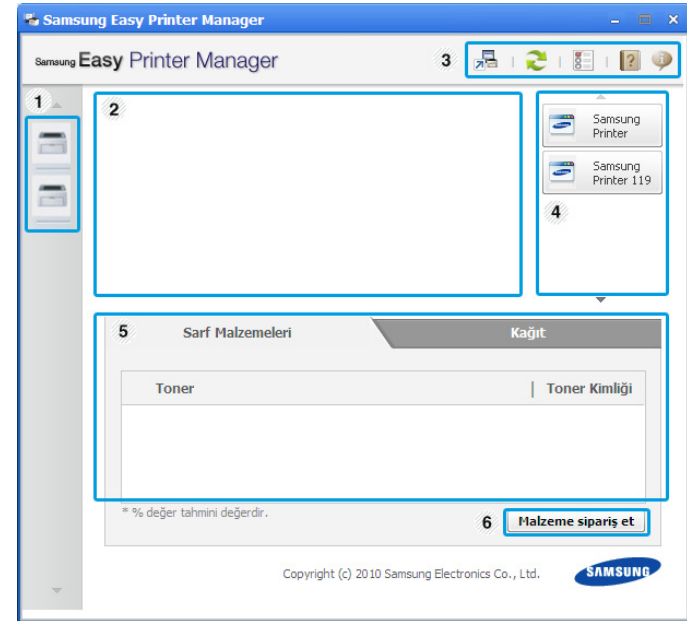 Samsung Easy Printer Manager
Samsung Easy Printer Manager
3
1
2
Samsung
Printer
Samsung
Printer 119
4
5 Sarf Malzemeleri Kağıt
Toner | Toner Kimliği
* % değer tahmini değerdir.
6 Malzeme sipariş et
Copyright (c) 2010 Samsung Electronics Co., Ltd. SAMSUNG